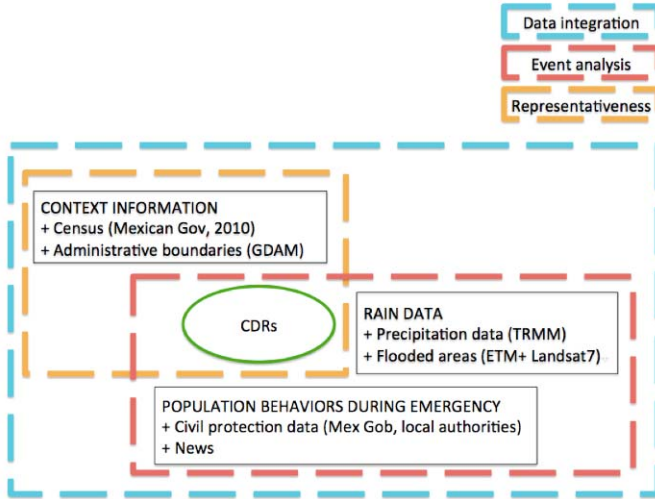 Data integration
Event analysis
Representativeness
CONTEXT INFORMATION
+ Census (Mexican Gov, 2010)
+ Administrative boundaries (GDAM)
CDRs
RAIN DATA
+ Precipitation data (TRMM)
+ Flooded areas (ETM+ Landsat7)
POPULATION BEHAVIORS DURING EMERGENCY
+ Civil protection data (Mex Gob, local authorities)
+ News